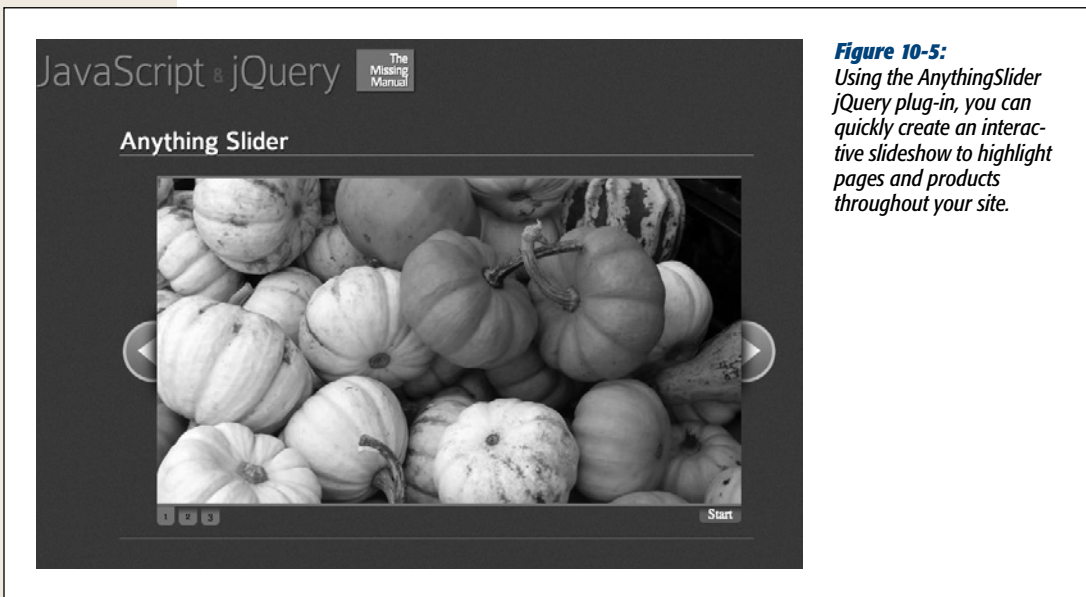 JavaScript & jQuery
The
Missing
Manual
Anything Slider
1 2 3
Start
Figure 10-5:
Using the AnythingSlider
jQuery plug-in, you can
quickly create an interac-
tive slideshow to highlight
pages and products
throughout your site.